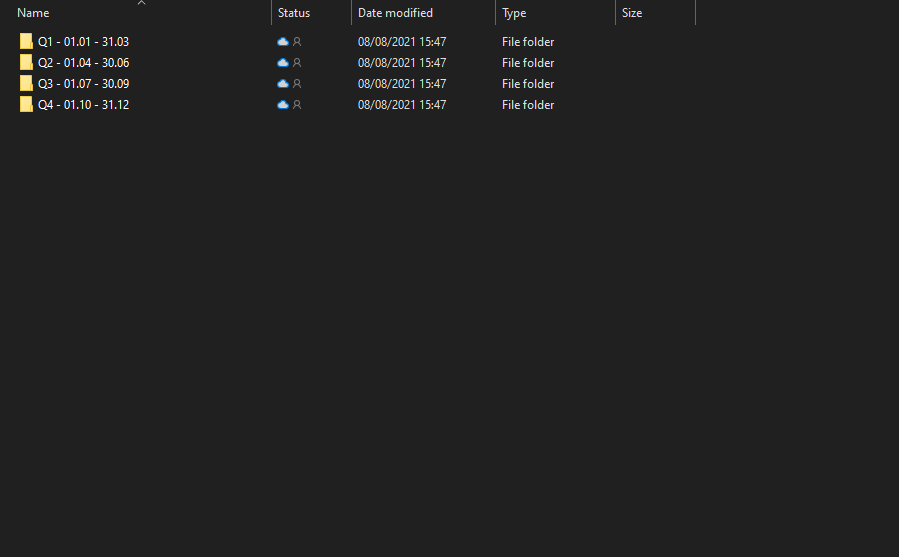 Name Status Date modified Type Size
Q1 - 01.01 - 31.03 08/08/2021 15:47 File folder
Q2 - 01.04 - 30.06 08/08/2021 15:47 File folder
Q3 - 01.07 - 30.09 08/08/2021 15:47 File folder
Q4 - 01.10 - 31.12 08/08/2021 15:47 File folder